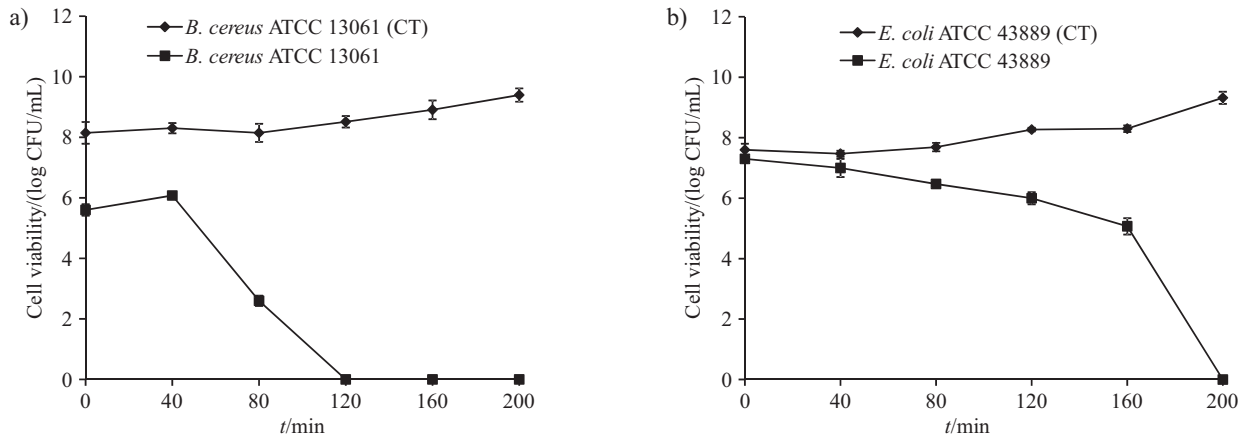 a)
12
10
8
6
4
2
0
Cell viability/(log CFU/mL)
B. cereus ATCC 13061 (CT)
B. cereus ATCC 13061
0 40 80 120 160 200
t/min
b)
12
10
8
6
4
2
0
Cell viability/(log CFU/mL)
E. coli ATCC 43889 (CT)
E. coli ATCC 43889
0 40 80 120 160 200
t/min